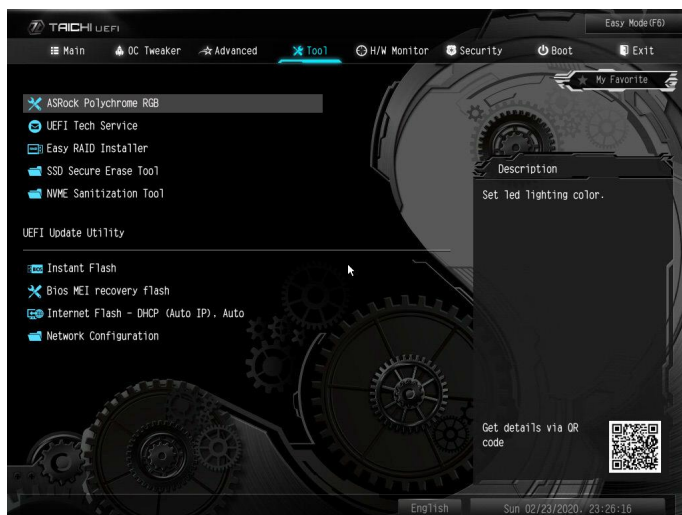 TAICHI UEFI
Easy Mode(F6)
Main OC Tweaker Advanced Tool H/W Monitor Security Boot Exit
My Favorite
ASRock Polychrome RGB
UEFI Tech Service
Easy RAID Installer
SSD Secure Erase Tool
NVME Sanitization Tool
UEFI Update Utility
Instant Flash
Bios MEI recovery flash
Internet Flash - DHCP (Auto IP), Auto
Network Configuration
Description
Set led lighting color.
Get details via QR
code
English
Sun 02/23/2020, 23:26:16